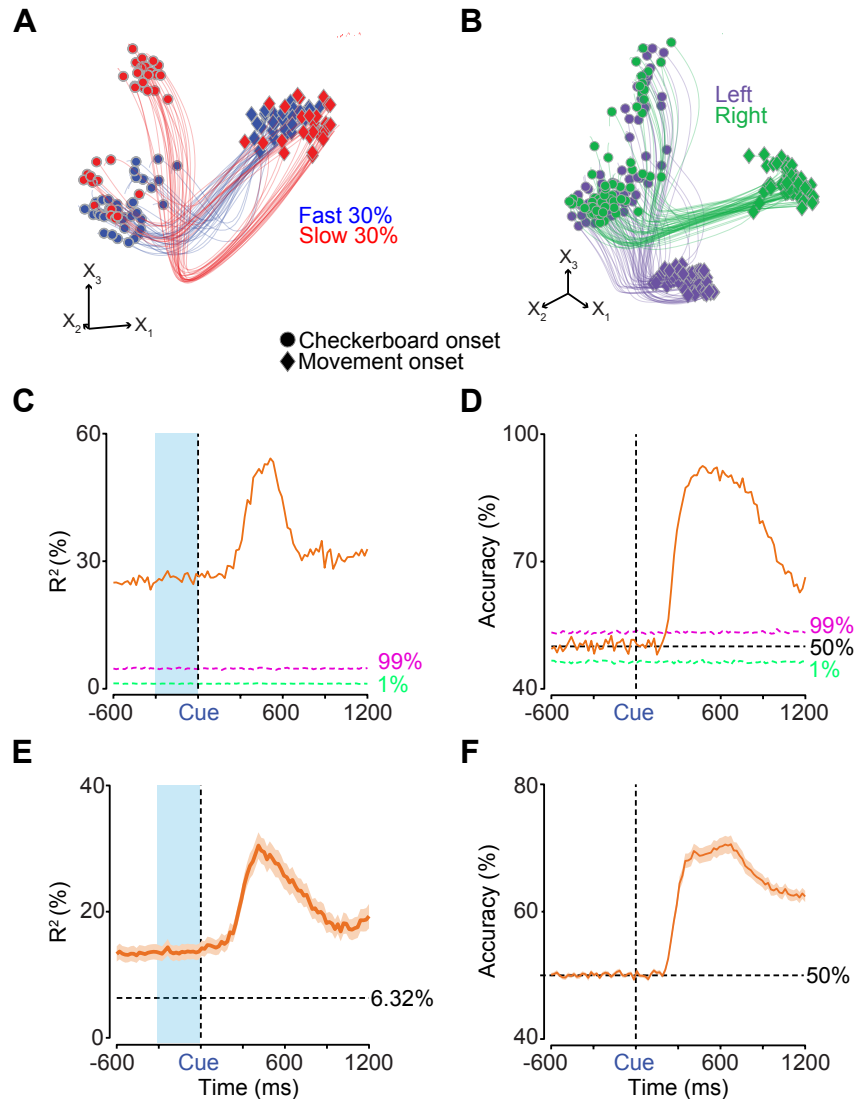 A
B
Left
Right
Fast 30%
Slow 30%
X3
X2
X1
X3
X2
X1
Checkerboard onset
Movement onset
C
D
60
30
0
R² (%)
99%
1%
-600
Cue
600
1200
100
70
40
Accuracy (%)
99%
50%
1%
-600
Cue
600
1200
E
F
40
20
0
R² (%)
6.32%
-600
Cue
600
1200
Time (ms)
80
60
40
Accuracy (%)
50%
-600
Cue
600
1200
Time (ms)